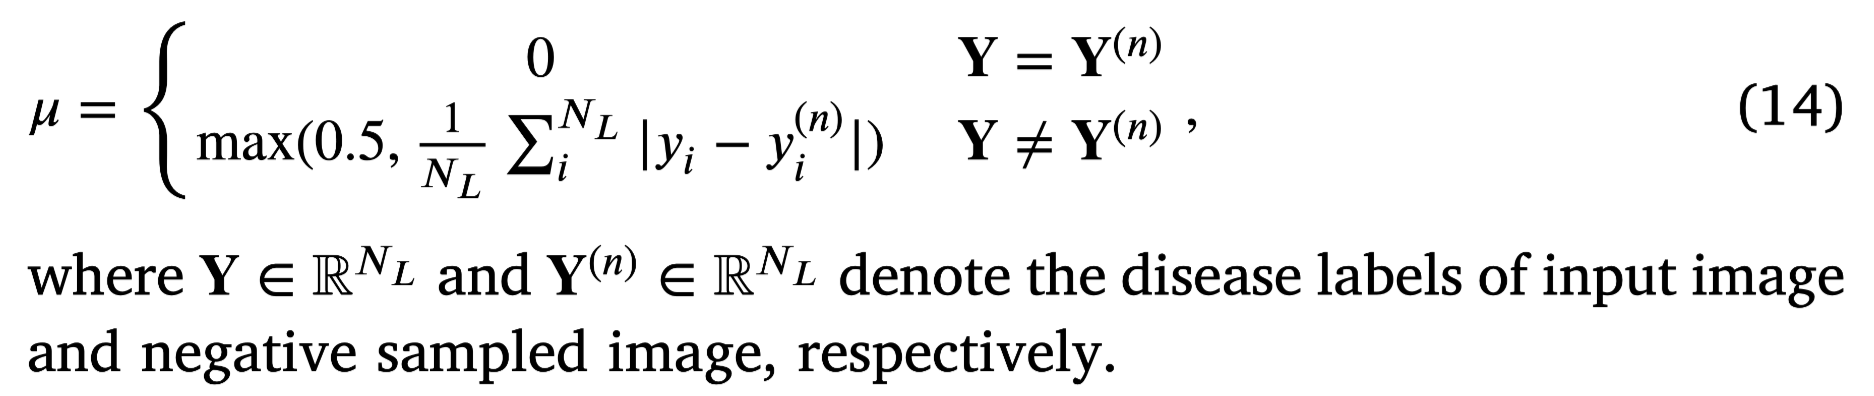 μ = { 0 Y = Y⁽ⁿ⁾
max(0.5, 1/N_L ∑_i^{N_L} |y_i − y_i^{(n)}|) Y ≠ Y⁽ⁿ⁾ , (14)
where Y ∈ ℝ^{N_L} and Y⁽ⁿ⁾ ∈ ℝ^{N_L} denote the disease labels of input image
and negative sampled image, respectively.